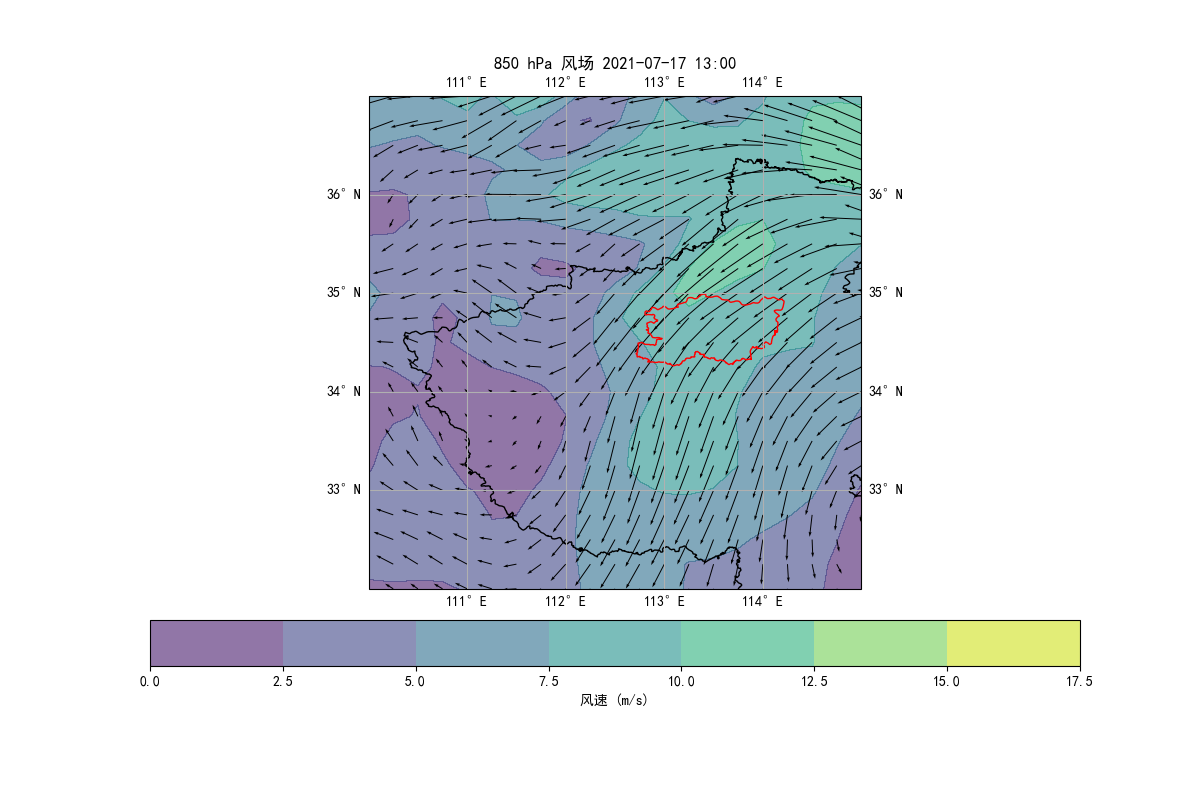 850 hPa 风场 2021-07-17 13:00
111° E 112° E 113° E 114° E
36° N 36° N
35° N 35° N
34° N 34° N
33° N 33° N
111° E 112° E 113° E 114° E
0.0 2.5 5.0 7.5 10.0 12.5 15.0 17.5
风速 (m/s)